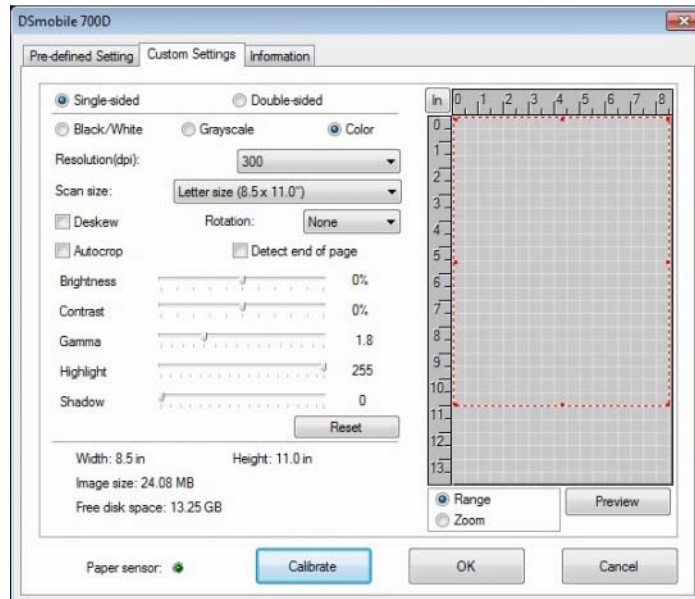 DSmobile 700D
Pre-defined Setting Custom Settings Information
Single-sided Double-sided
Black/White Grayscale Color
Resolution(dpi): 300
Scan size: Letter size (8.5 x 11.0")
Deskew Rotation: None
Autocrop Detect end of page
Brightness 0%
Contrast 0%
Gamma 1.8
Highlight 255
Shadow 0
Reset
Width: 8.5 in Height: 11.0 in
Image size: 24.08 MB
Free disk space: 13.25 GB
In 0 1 2 3 4 5 6 7 8
0
1
2
3
4
5
6
7
8
9
10
11
12
13
Range Preview
Zoom
Paper sensor: Calibrate OK Cancel